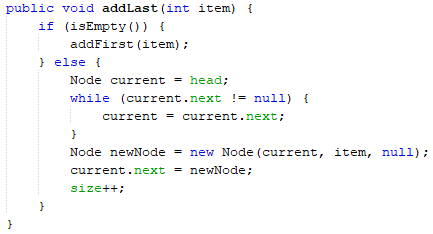 public void addLast(int item) {
    if (isEmpty()) {
        addFirst(item);
    } else {
        Node current = head;
        while (current.next != null) {
            current = current.next;
        }
        Node newNode = new Node(current, item, null);
        current.next = newNode;
        size++;
    }
}